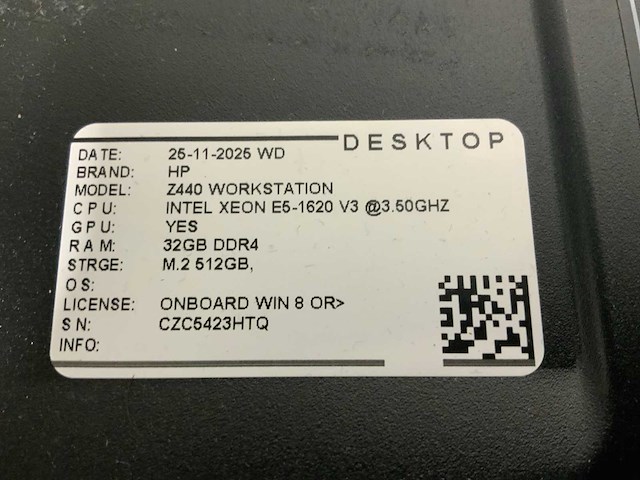 DESKTOP
DATE: 25-11-2025 WD
BRAND: HP
MODEL: Z440 WORKSTATION
CPU: INTEL XEON E5-1620 V3 @3.50GHZ
GPU: YES
RAM: 32GB DDR4
STRGE: M.2 512GB,
OS:
LICENSE: ONBOARD WIN 8 OR>
SN: CZC5423HTQ
INFO: